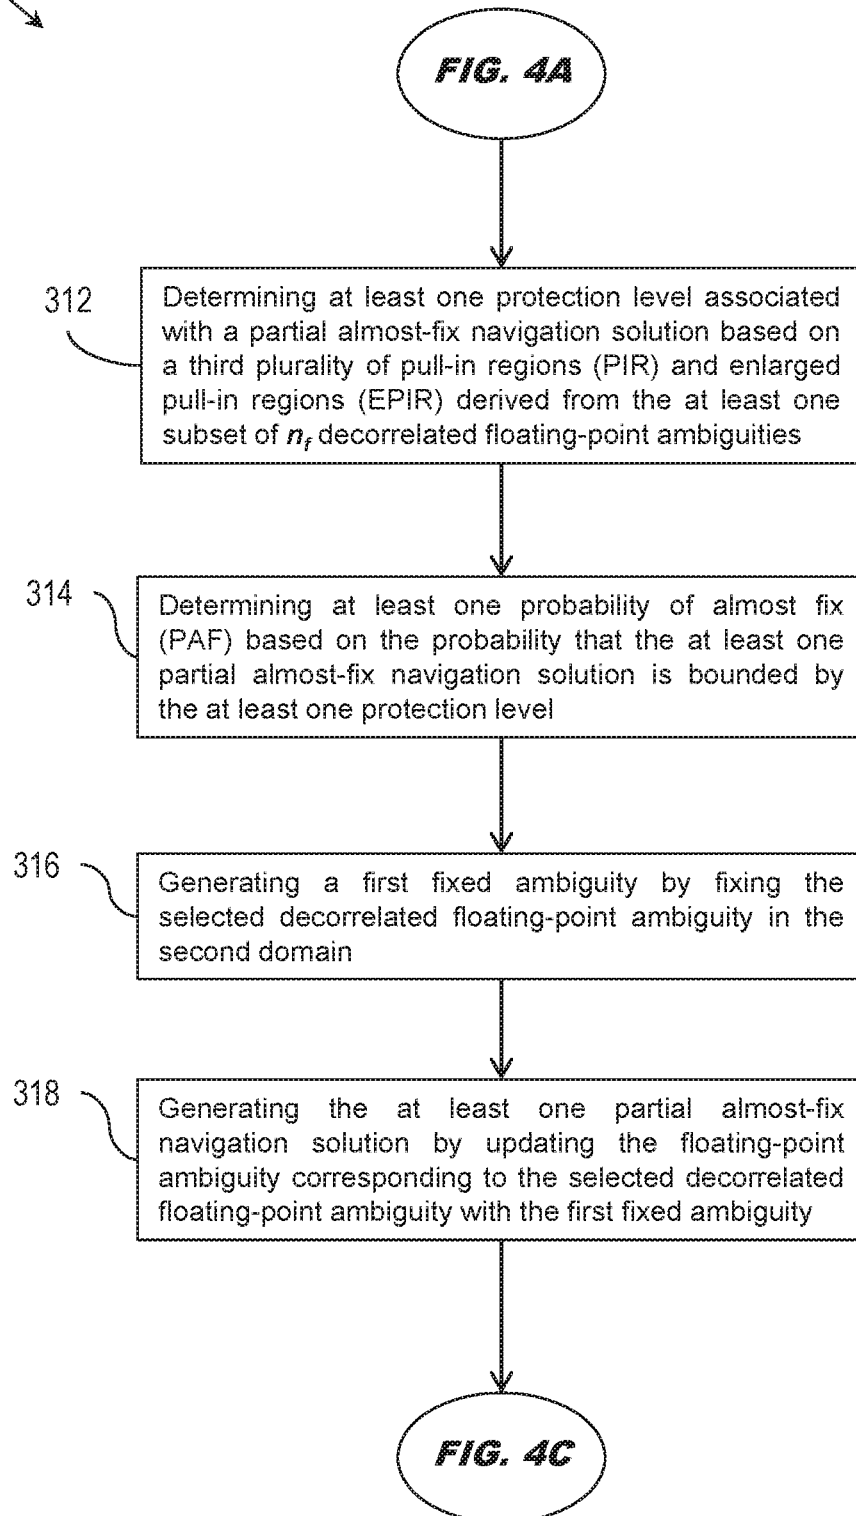 FIG. 4A
312
Determining at least one protection level associated
with a partial almost-fix navigation solution based on
a third plurality of pull-in regions (PIR) and enlarged
pull-in regions (EPIR) derived from the at least one
subset of n_f decorrelated floating-point ambiguities
314
Determining at least one probability of almost fix
(PAF) based on the probability that the at least one
partial almost-fix navigation solution is bounded by
the at least one protection level
316
Generating a first fixed ambiguity by fixing the
selected decorrelated floating-point ambiguity in the
second domain
318
Generating the at least one partial almost-fix
navigation solution by updating the floating-point
ambiguity corresponding to the selected decorrelated
floating-point ambiguity with the first fixed ambiguity
FIG. 4C